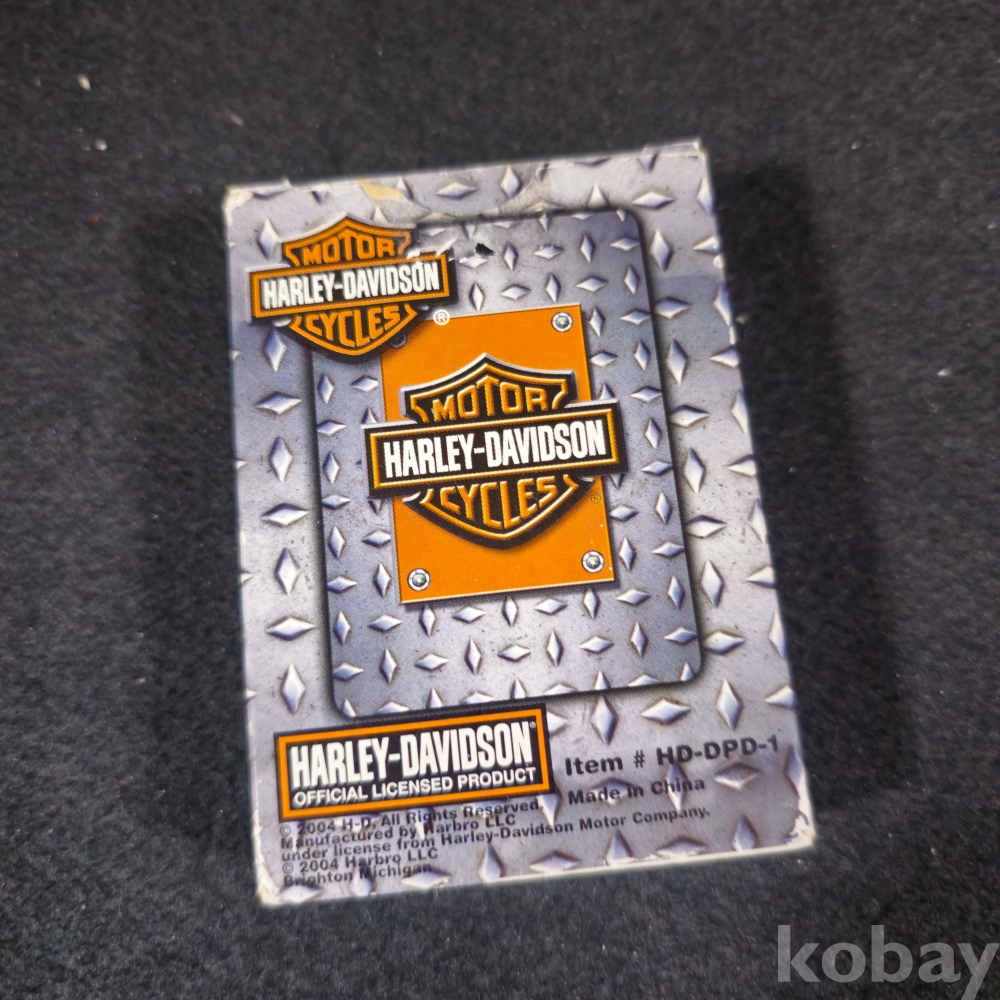 MOTOR
HARLEY-DAVIDSON
CYCLES
®
MOTOR
HARLEY-DAVIDSON
CYCLES
®
HARLEY-DAVIDSON®
OFFICIAL LICENSED PRODUCT
Item # HD-DPD-1
Made in China
© 2004 H-D, All Rights Reserved.
Manufactured by Harbro LLC
under license from Harley-Davidson Motor Company.
© 2004 Harbro LLC
Brighton Michigan
kobay